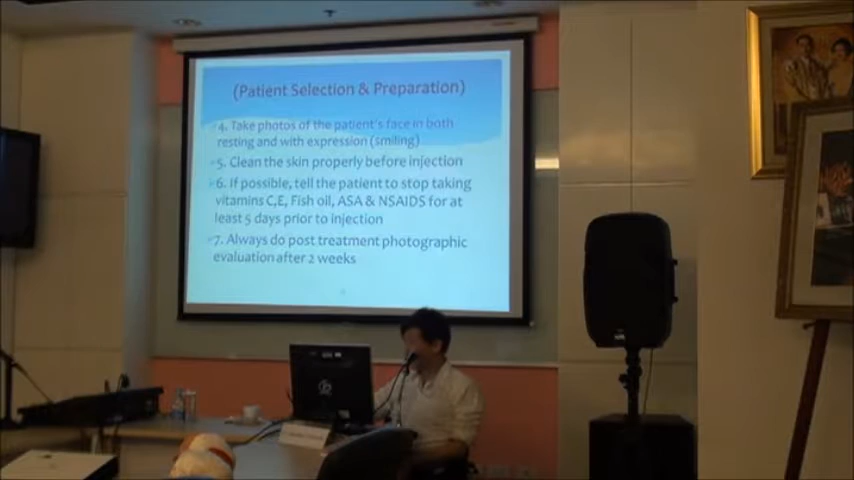 (Patient Selection & Preparation)
4. Take photos of the patient's face in both
resting and with expression (smiling)
5. Clean the skin properly before injection
6. If possible, tell the patient to stop taking
vitamins C,E, Fish oil, ASA & NSAIDS for at
least 5 days prior to injection
7. Always do post treatment photographic
evaluation after 2 weeks